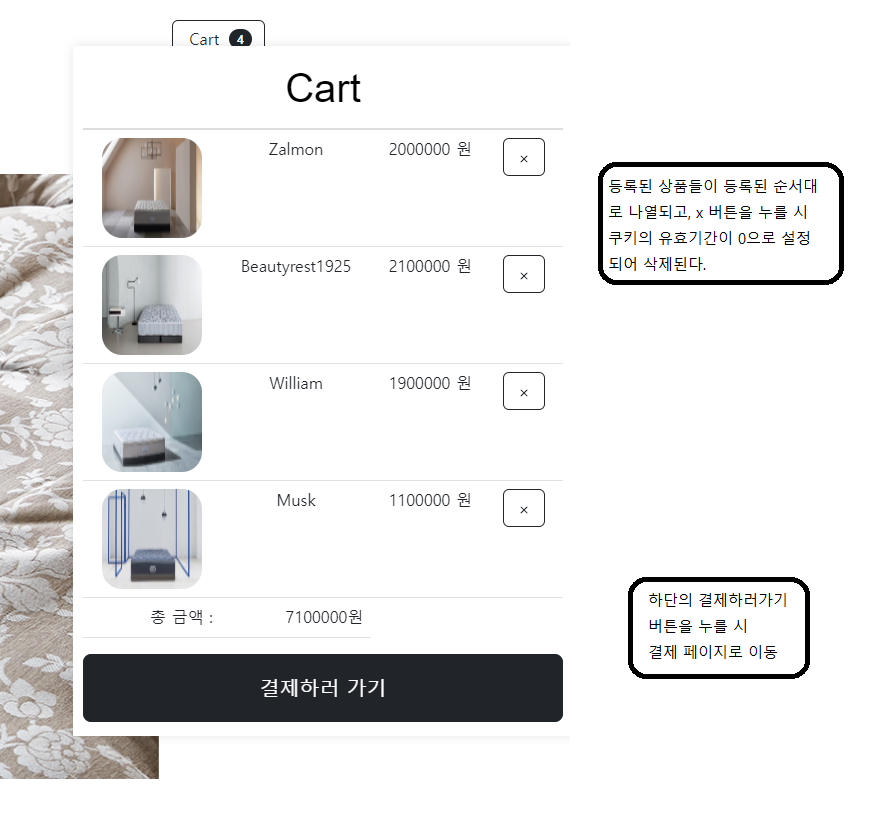 Cart 4
Cart
Zalmon 2000000 원 ×
Beautyrest1925 2100000 원 ×
William 1900000 원 ×
Musk 1100000 원 ×
총 금액 : 7100000원
결제하러 가기
등록된 상품들이 등록된 순서대
로 나열되고, x 버튼을 누를 시
쿠키의 유효기간이 0으로 설정
되어 삭제된다.
하단의 결제하러가기
버튼을 누를 시
결제 페이지로 이동